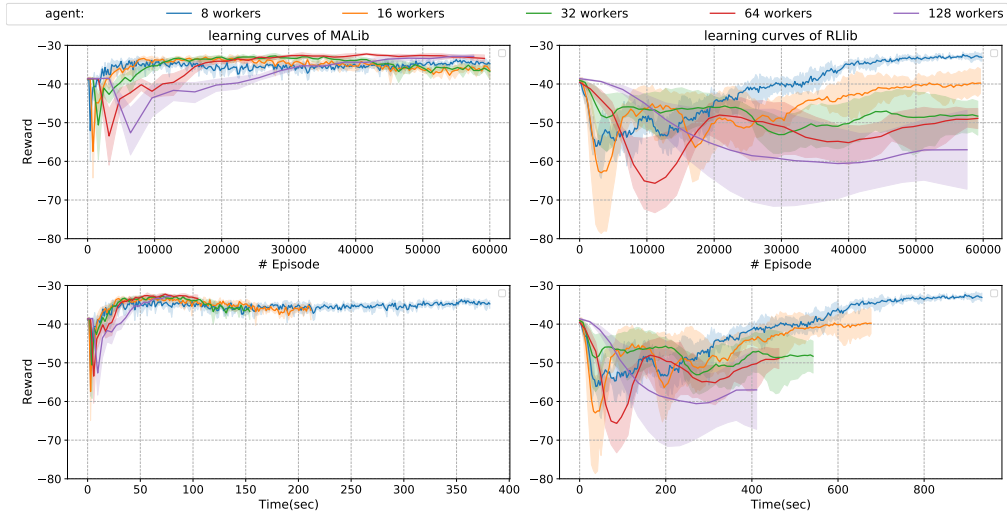 agent: 8 workers 16 workers 32 workers 64 workers 128 workers
learning curves of MALib
−30
−40
−50
−60
−70
−80
Reward
0 10000 20000 30000 40000 50000 60000
# Episode
learning curves of RLlib
−30
−40
−50
−60
−70
−80
0 10000 20000 30000 40000 50000 60000
# Episode
−30
−40
−50
−60
−70
−80
Reward
0 50 100 150 200 250 300 350 400
Time(sec)
−30
−40
−50
−60
−70
−80
0 200 400 600 800
Time(sec)